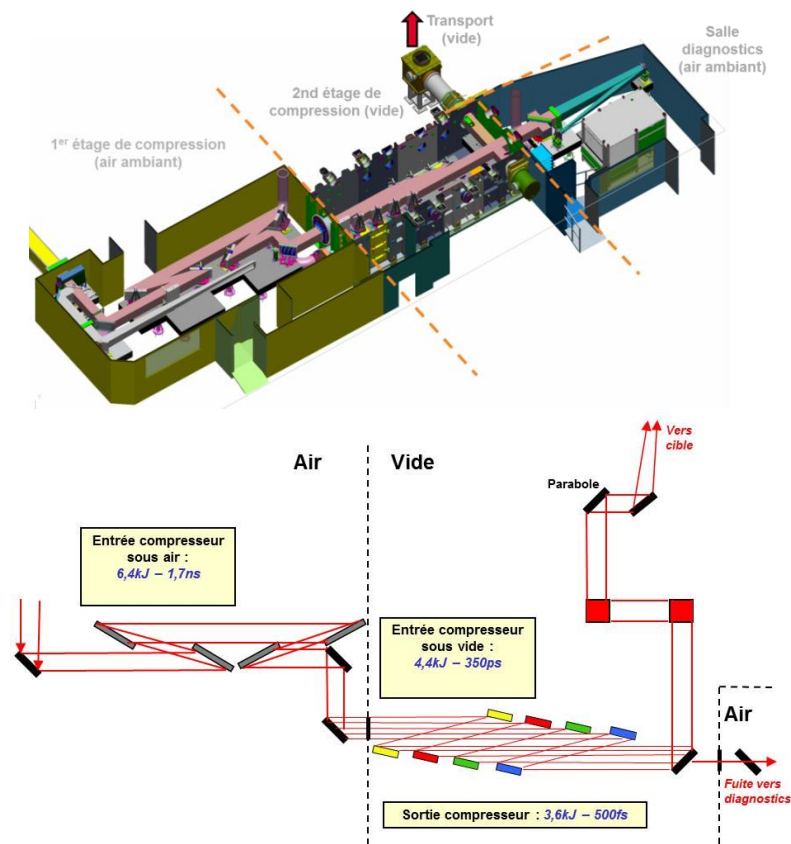 Transport
(vide)
Salle
diagnostics
(air ambiant)
2nd étage de
compression (vide)
1er étage de compression
(air ambiant)
Vers
cible
Air
Vide
Parabole
Entrée compresseur
sous air :
6,4kJ – 1,7ns
Entrée compresseur
sous vide :
4,4kJ – 350ps
Air
Fuite vers
diagnostics
Sortie compresseur : 3,6kJ – 500fs